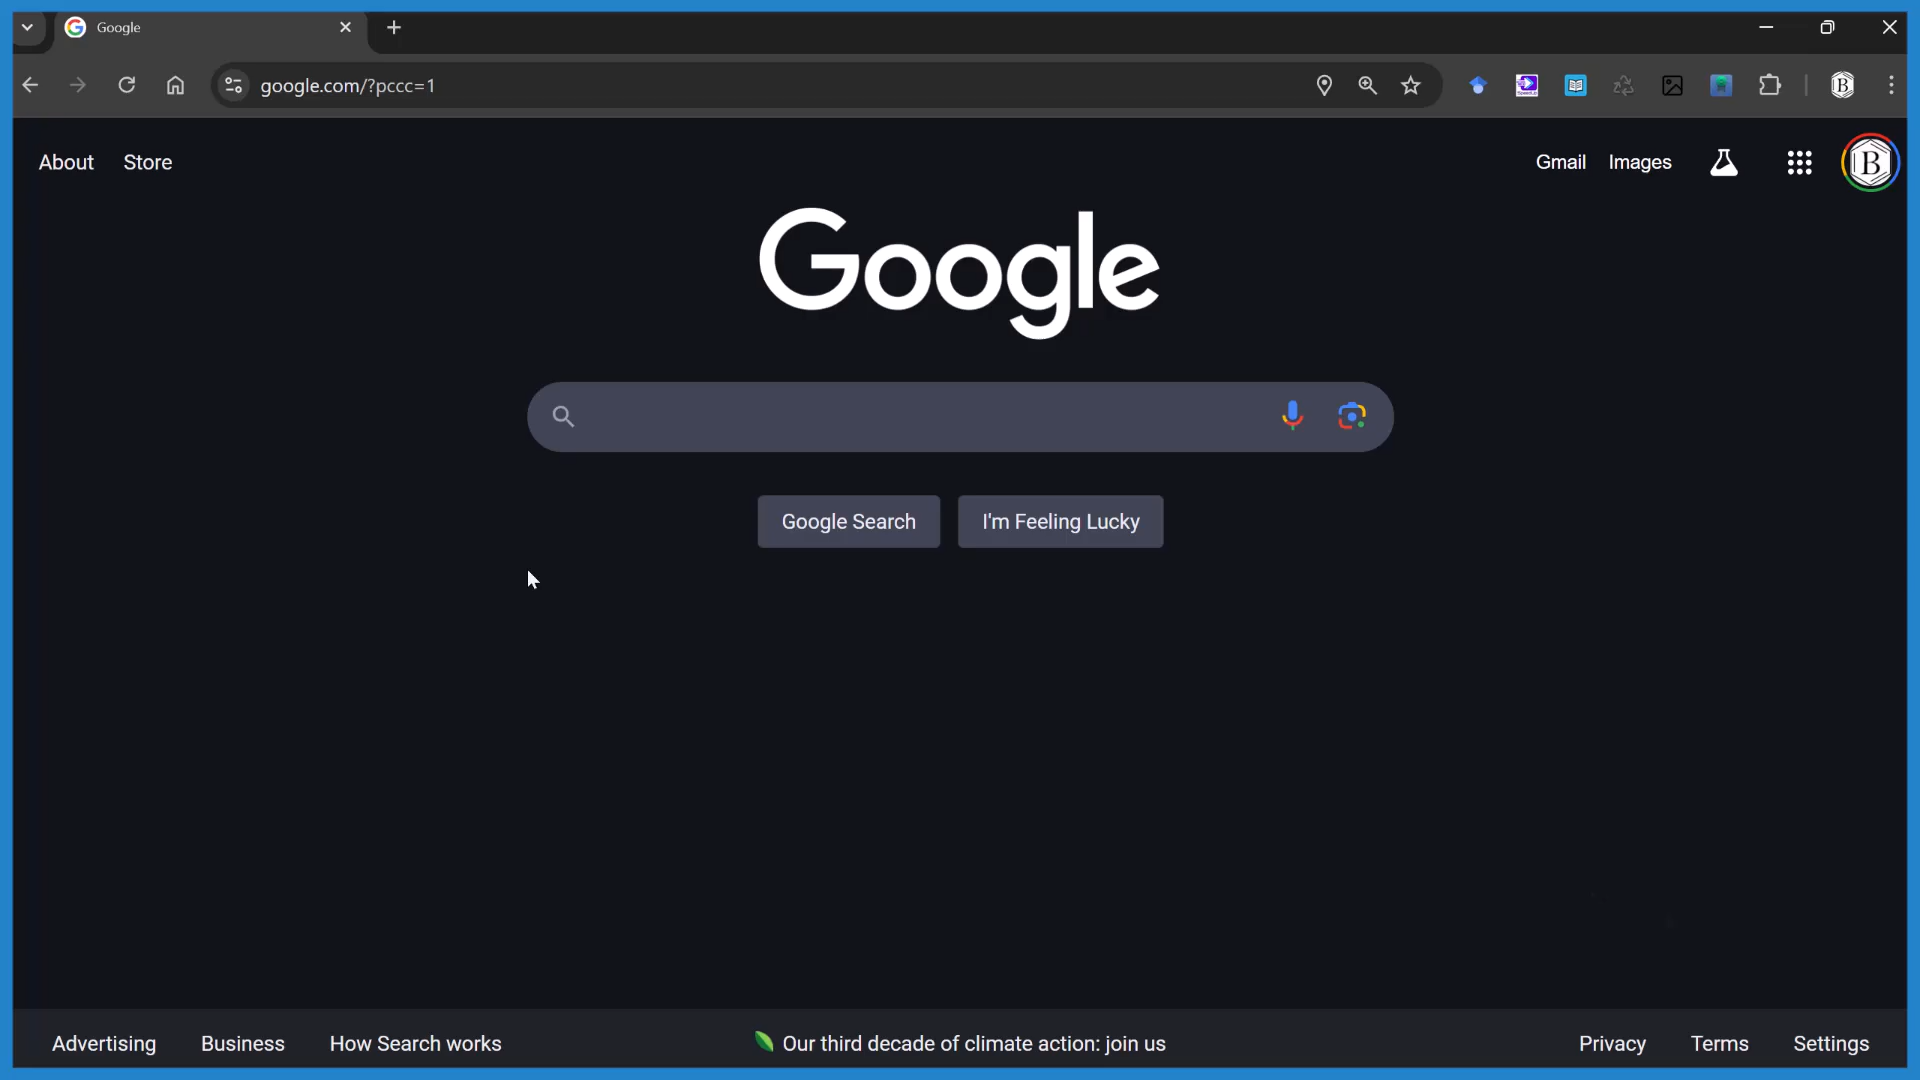 Google
google.com/?pccc=1
B
About Store
Gmail Images
B
Google
Google Search I'm Feeling Lucky
Advertising Business How Search works
Our third decade of climate action: join us
Privacy Terms Settings